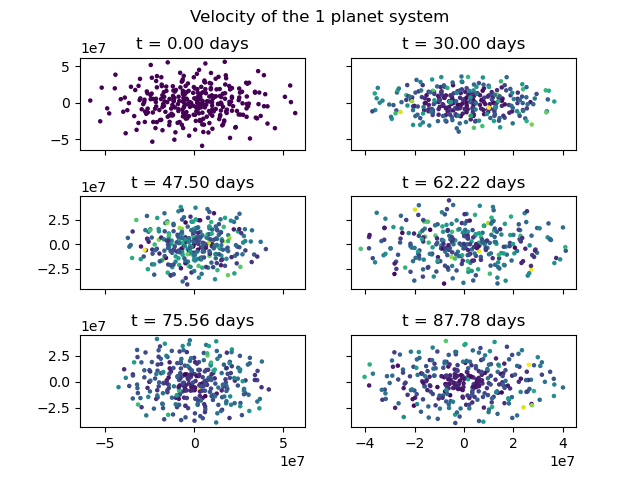 Velocity of the 1 planet system
1e7
t = 0.00 days
t = 30.00 days
5
0
−5
1e7
t = 47.50 days
t = 62.22 days
2.5
0.0
−2.5
1e7
t = 75.56 days
t = 87.78 days
2.5
0.0
−2.5
−5 0 5
−4 −2 0 2 4
1e7
1e7